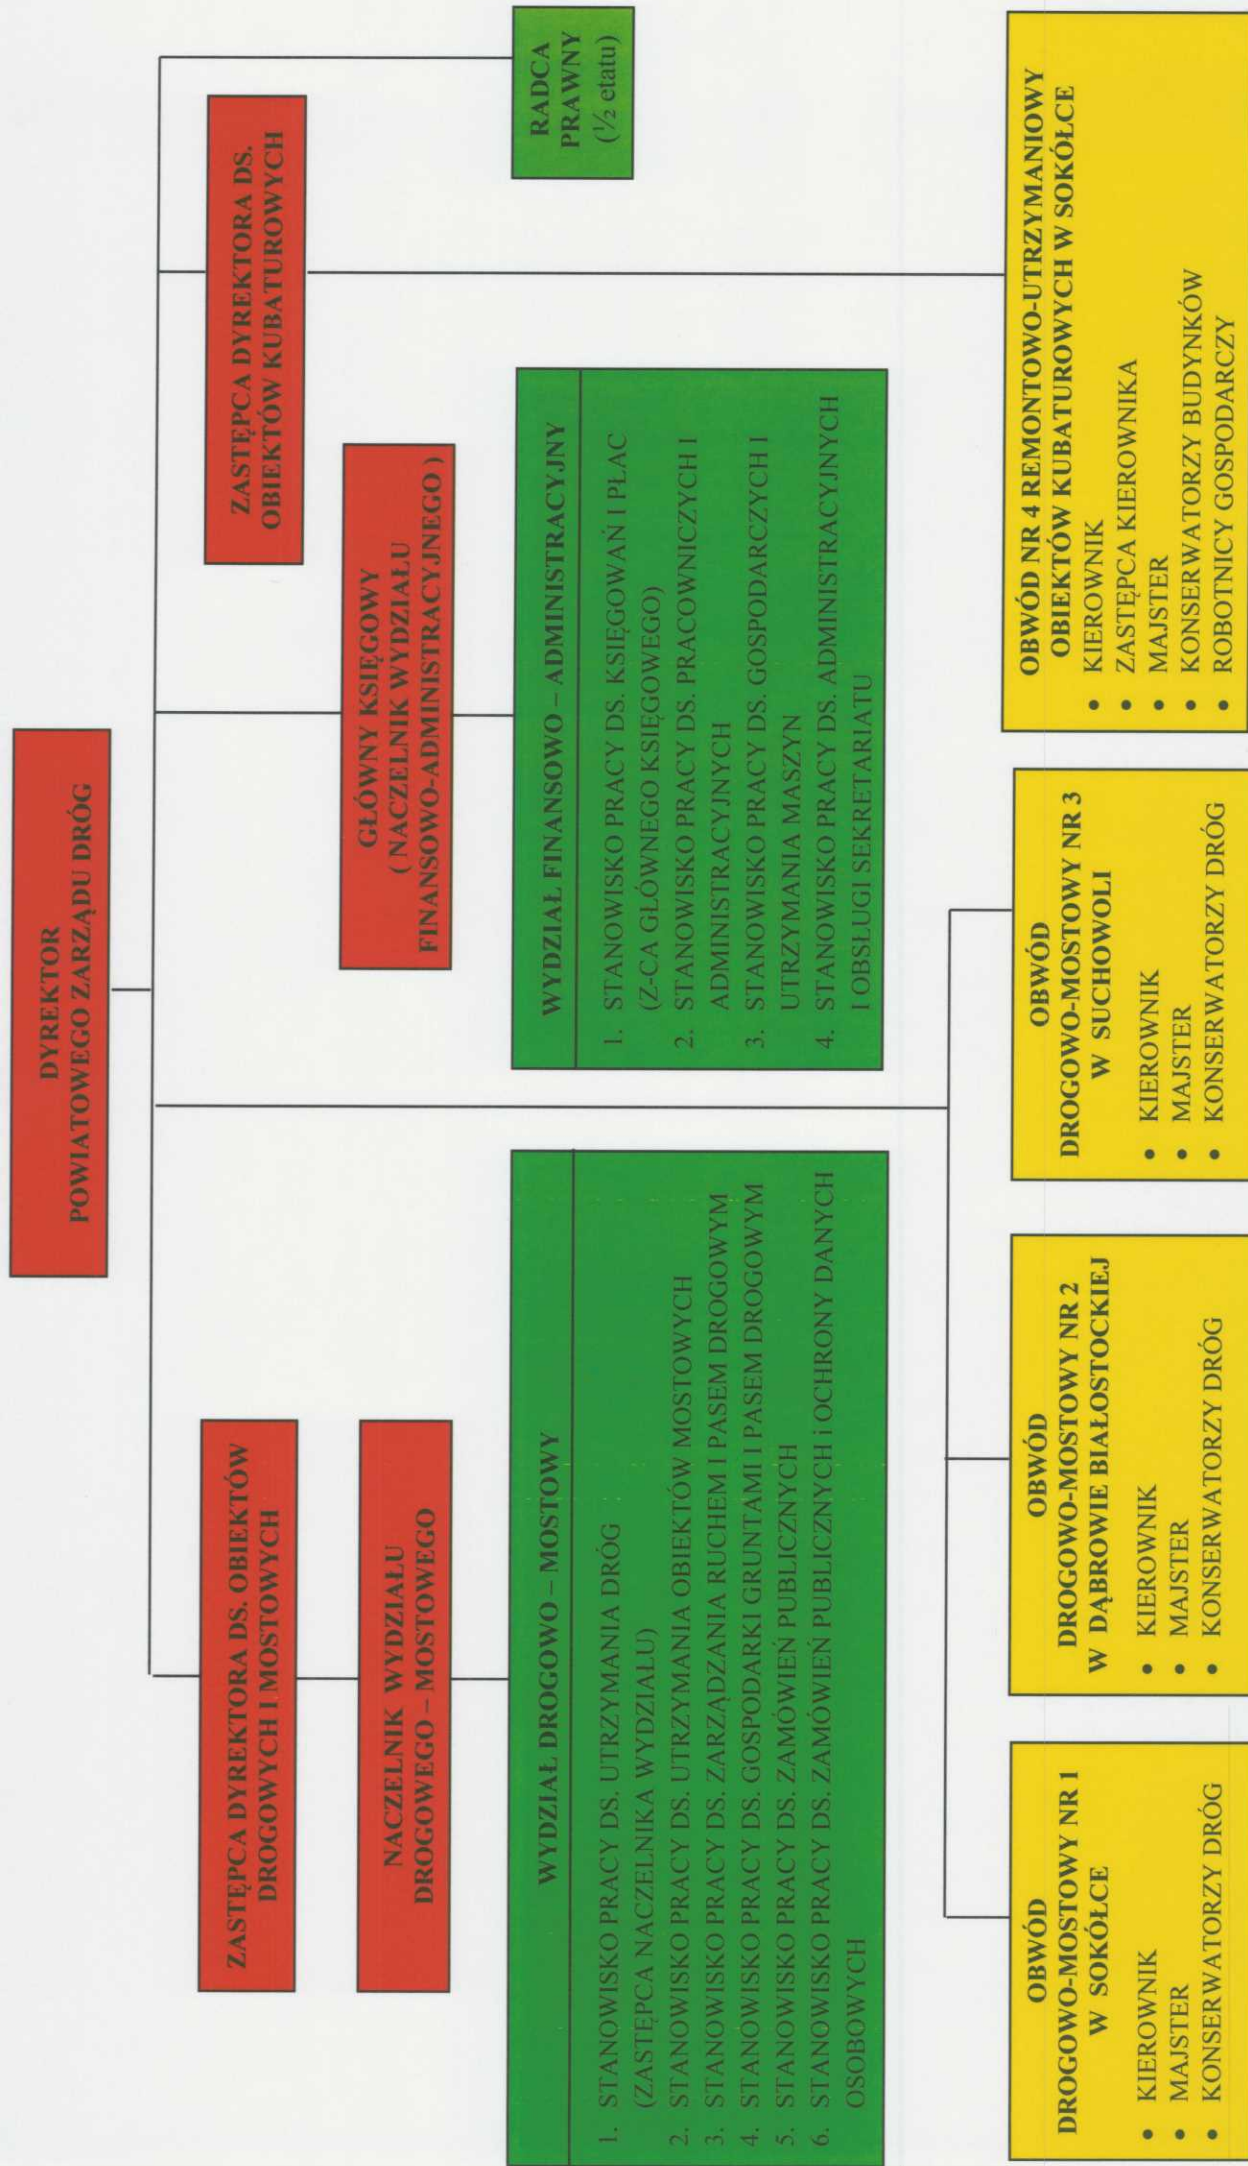 DYREKTOR
POWIATOWEGO ZARZĄDU DRÓG
ZASTĘPCA DYREKTORA DS. OBIEKTÓW
DROGOWYCH I MOSTOWYCH
ZASTĘPCA DYREKTORA DS.
OBIEKTÓW KUBATUROWYCH
NACZELNIK WYDZIAŁU
DROGOWEGO – MOSTOWEGO
GŁÓWNY KSIĘGOWY
( NACZELNIK WYDZIAŁU
FINANSOWO-ADMINISTRACYJNEGO )
RADCA
PRAWNY
(½ etatu)
WYDZIAŁ DROGOWO – MOSTOWY
1. STANOWISKO PRACY DS. UTRZYMANIA DRÓG
(ZASTĘPCA NACZELNIKA WYDZIAŁU)
2. STANOWISKO PRACY DS. UTRZYMANIA OBIEKTÓW MOSTOWYCH
3. STANOWISKO PRACY DS. ZARZĄDZANIA RUCHEM I PASEM DROGOWYM
4. STANOWISKO PRACY DS. GOSPODARKI GRUNTAMI I PASEM DROGOWYM
5. STANOWISKO PRACY DS. ZAMÓWIEŃ PUBLICZNYCH
6. STANOWISKO PRACY DS. ZAMÓWIEŃ PUBLICZNYCH i OCHRONY DANYCH
OSOBOWYCH
WYDZIAŁ FINANSOWO – ADMINISTRACYJNY
1. STANOWISKO PRACY DS. KSIĘGOWAŃ I PŁAC
(Z-CA GŁÓWNEGO KSIĘGOWEGO)
2. STANOWISKO PRACY DS. PRACOWNICZYCH I
ADMINISTRACYJNYCH
3. STANOWISKO PRACY DS. GOSPODARCZYCH I
UTRZYMANIA MASZYN
4. STANOWISKO PRACY DS. ADMINISTRACYJNYCH
I OBSŁUGI SEKRETARIATU
OBWÓD
DROGOWO-MOSTOWY NR 1
W SOKÓŁCE
• KIEROWNIK
• MAJSTER
• KONSERWATORZY DRÓG
OBWÓD
DROGOWO-MOSTOWY NR 2
W DĄBROWIE BIAŁOSTOCKIEJ
• KIEROWNIK
• MAJSTER
• KONSERWATORZY DRÓG
OBWÓD
DROGOWO-MOSTOWY NR 3
W SUCHOWOLI
• KIEROWNIK
• MAJSTER
• KONSERWATORZY DRÓG
OBWÓD NR 4 REMONTOWO-UTRZYMANIOWY
OBIEKTÓW KUBATUROWYCH W SOKÓŁCE
• KIEROWNIK
• ZASTĘPCA KIEROWNIKA
• MAJSTER
• KONSERWATORZY BUDYNKÓW
• ROBOTNICY GOSPODARCZY